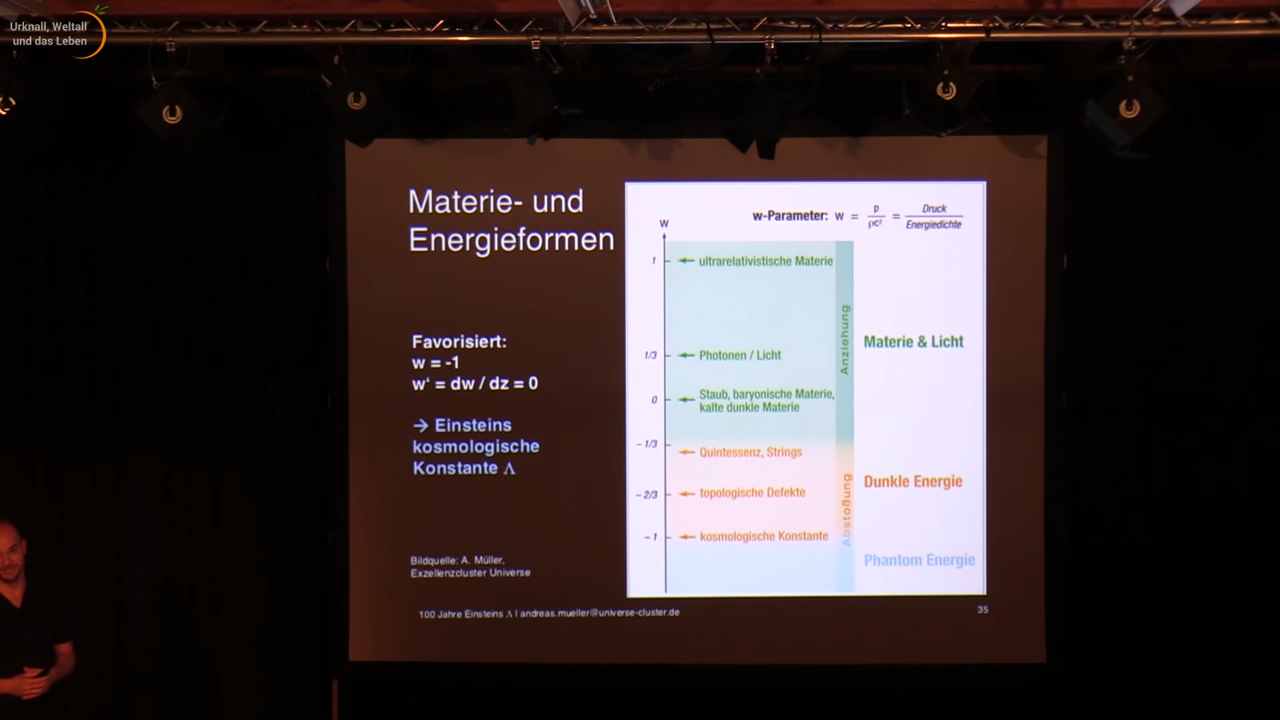 Urknall, Weltall
und das Leben
Materie- und
Energieformen
Favorisiert:
w = -1
w‘ = dw / dz = 0
→ Einsteins
kosmologische
Konstante Λ
Bildquelle: A. Müller,
Exzellenzcluster Universe
w-Parameter: w = p / ρc² = Druck / Energiedichte
w
1 ultrarelativistische Materie
1/3 Photonen / Licht
0 Staub, baryonische Materie,
kalte dunkle Materie
- 1/3
Quintessenz, Strings
- 2/3 topologische Defekte
- 1 kosmologische Konstante
Anziehung
Abstoßung
Materie & Licht
Dunkle Energie
Phantom Energie
100 Jahre Einsteins Λ | andreas.mueller@universe-cluster.de
35